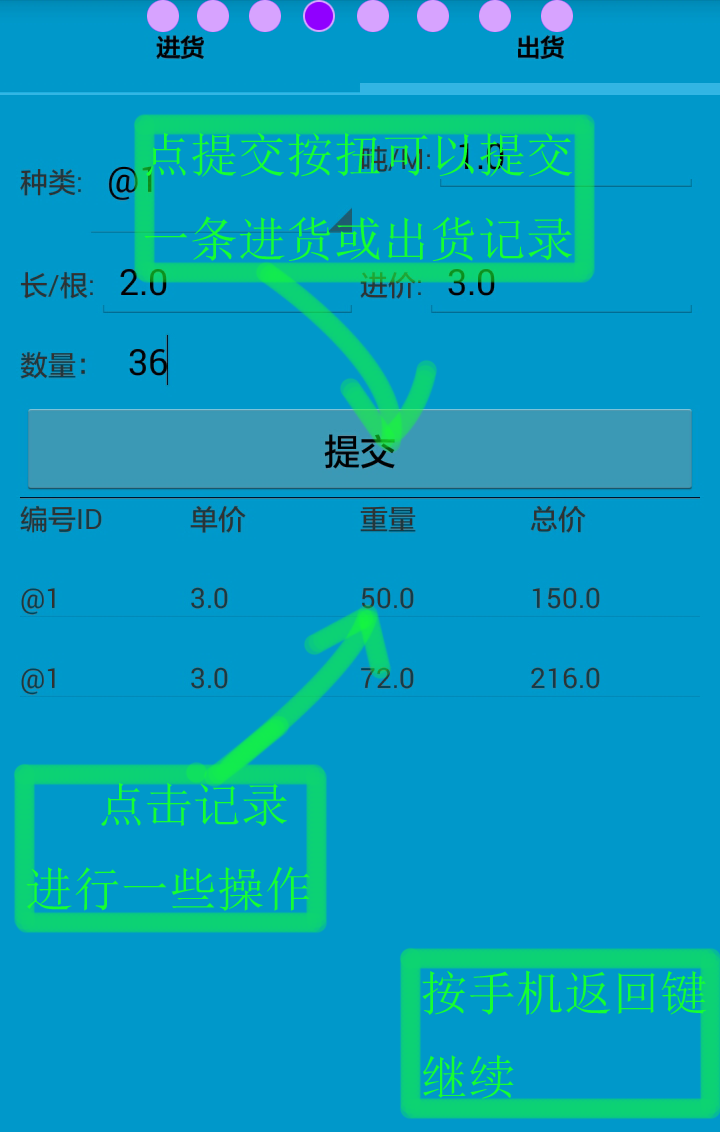 进货 出货
点提交按扭可以提交
吨/M: 1.0
种类: @1
一条进货或出货记录
长/根: 2.0 进价: 3.0
数量： 36
提交
编号ID 单价 重量 总价
@1 3.0 50.0 150.0
@1 3.0 72.0 216.0
点击记录
进行一些操作
按手机返回键
继续